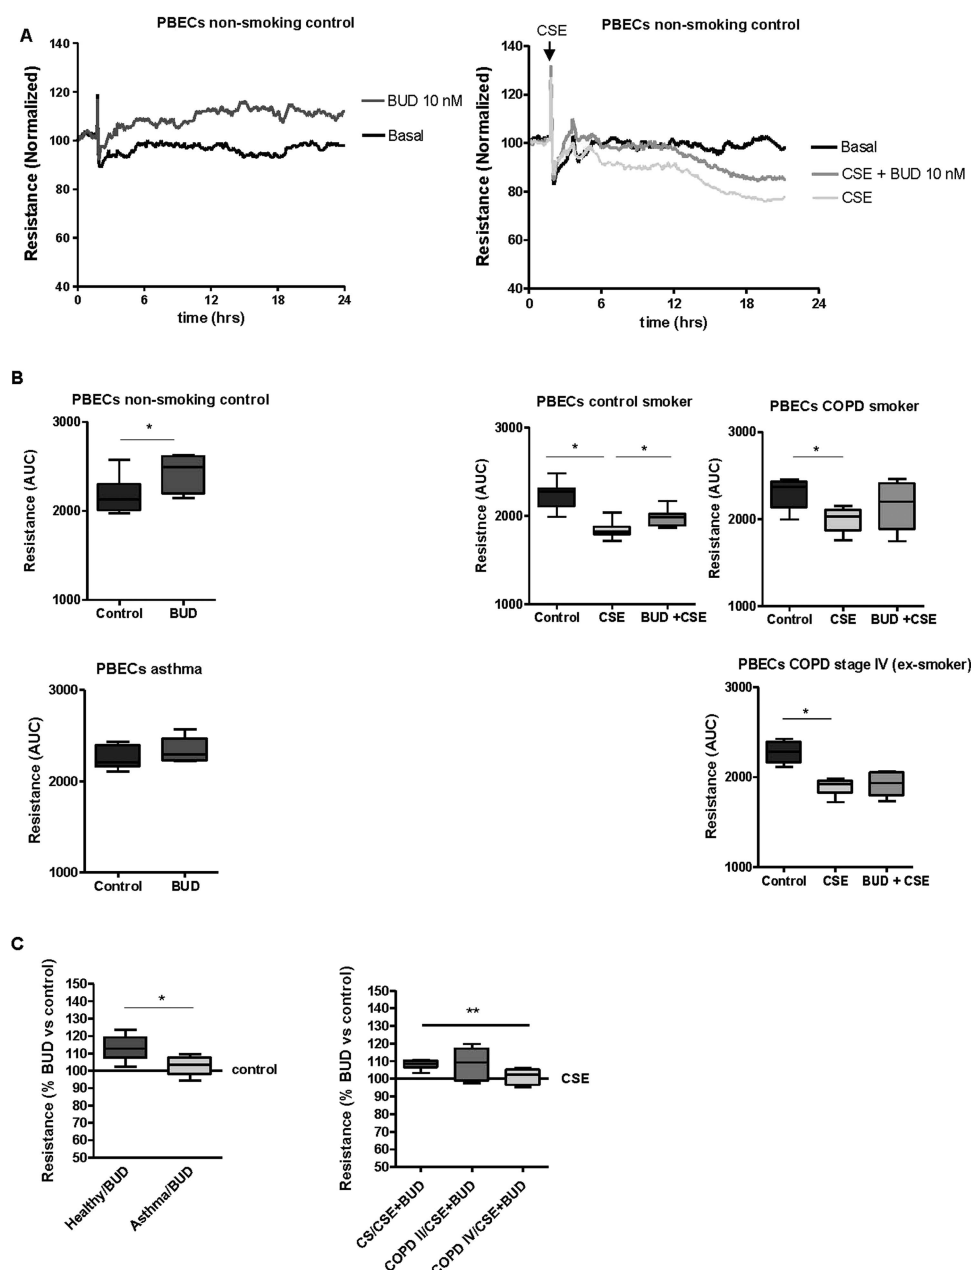 A
PBECs non-smoking control
Resistance (Normalized)
140
120
100
80
60
40
0
6
12
18
24
time (hrs)
BUD 10 nM
Basal
PBECs non-smoking control
CSE
Resistance (Normalized)
140
120
100
80
60
40
0
6
12
18
24
time (hrs)
Basal
CSE + BUD 10 nM
CSE
B
PBECs non-smoking control
Resistance (AUC)
3000
2000
1000
*
Control
BUD
PBECs control smoker
Resistnce (AUC)
3000
2000
1000
*
*
Control
CSE
BUD +CSE
PBECs COPD smoker
Resistance (AUC)
3000
2000
1000
*
Control
CSE
BUD +CSE
PBECs asthma
Resistance (AUC)
3000
2000
1000
Control
BUD
PBECs COPD stage IV (ex-smoker)
Resistance (AUC)
3000
2000
1000
*
Control
CSE
BUD + CSE
C
Resistance (% BUD vs control)
150
140
130
120
110
100
90
80
70
60
50
*
control
Healthy/BUD
Asthma/BUD
Resistance (% BUD vs control)
150
140
130
120
110
100
90
80
70
60
50
**
CSE
CS/CSE+BUD
COPD II/CSE+BUD
COPD IV/CSE+BUD